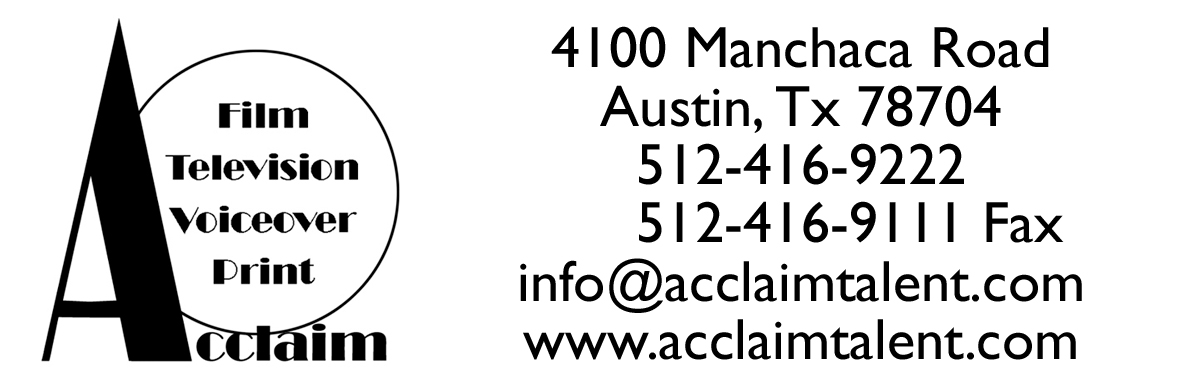 Film
Television
Voiceover
Print
Acclaim
4100 Manchaca Road
Austin, Tx 78704
512-416-9222
512-416-9111 Fax
info@acclaimtalent.com
www.acclaimtalent.com